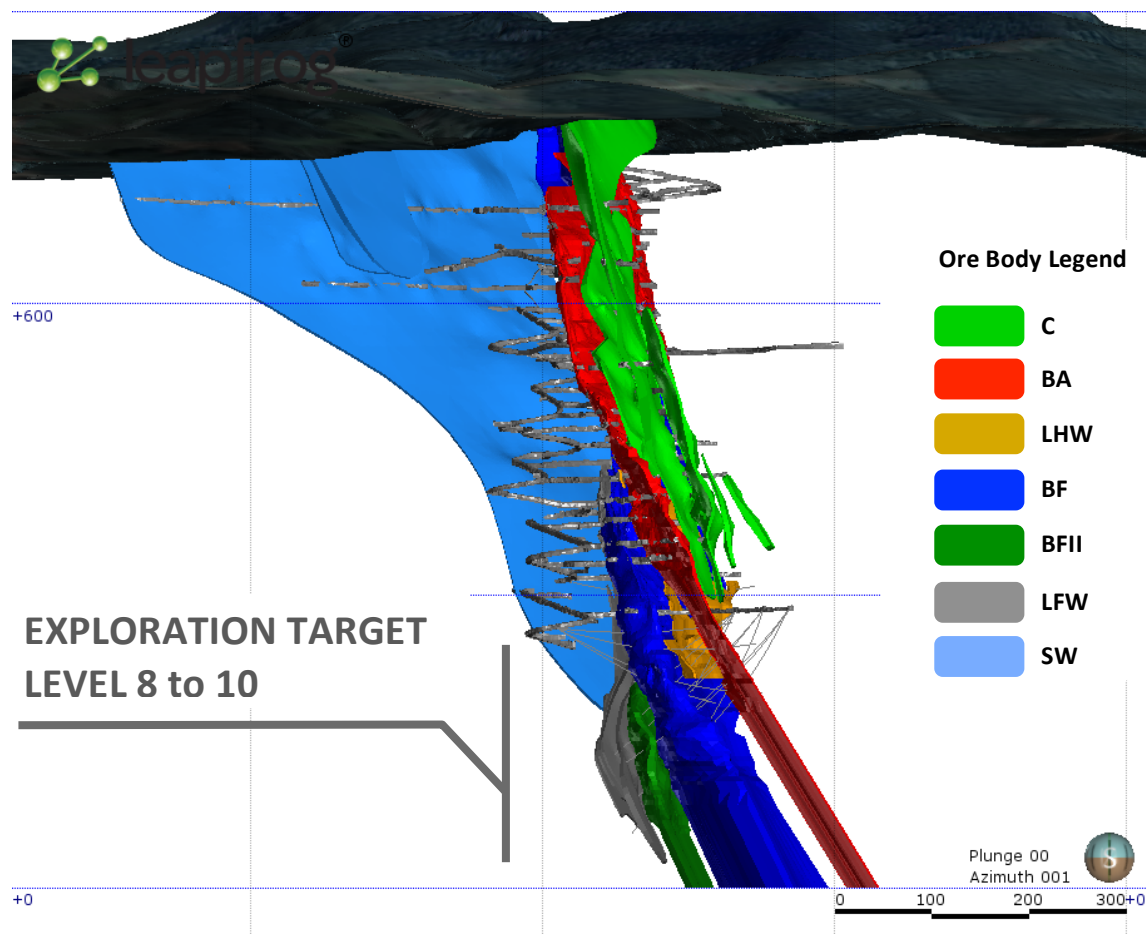 leapfrog®
Ore Body Legend
+600
C
BA
LHW
BF
BFII
LFW
SW
EXPLORATION TARGET
LEVEL 8 to 10
Plunge 00
Azimuth 001
S
+0
0 100 200 300+0